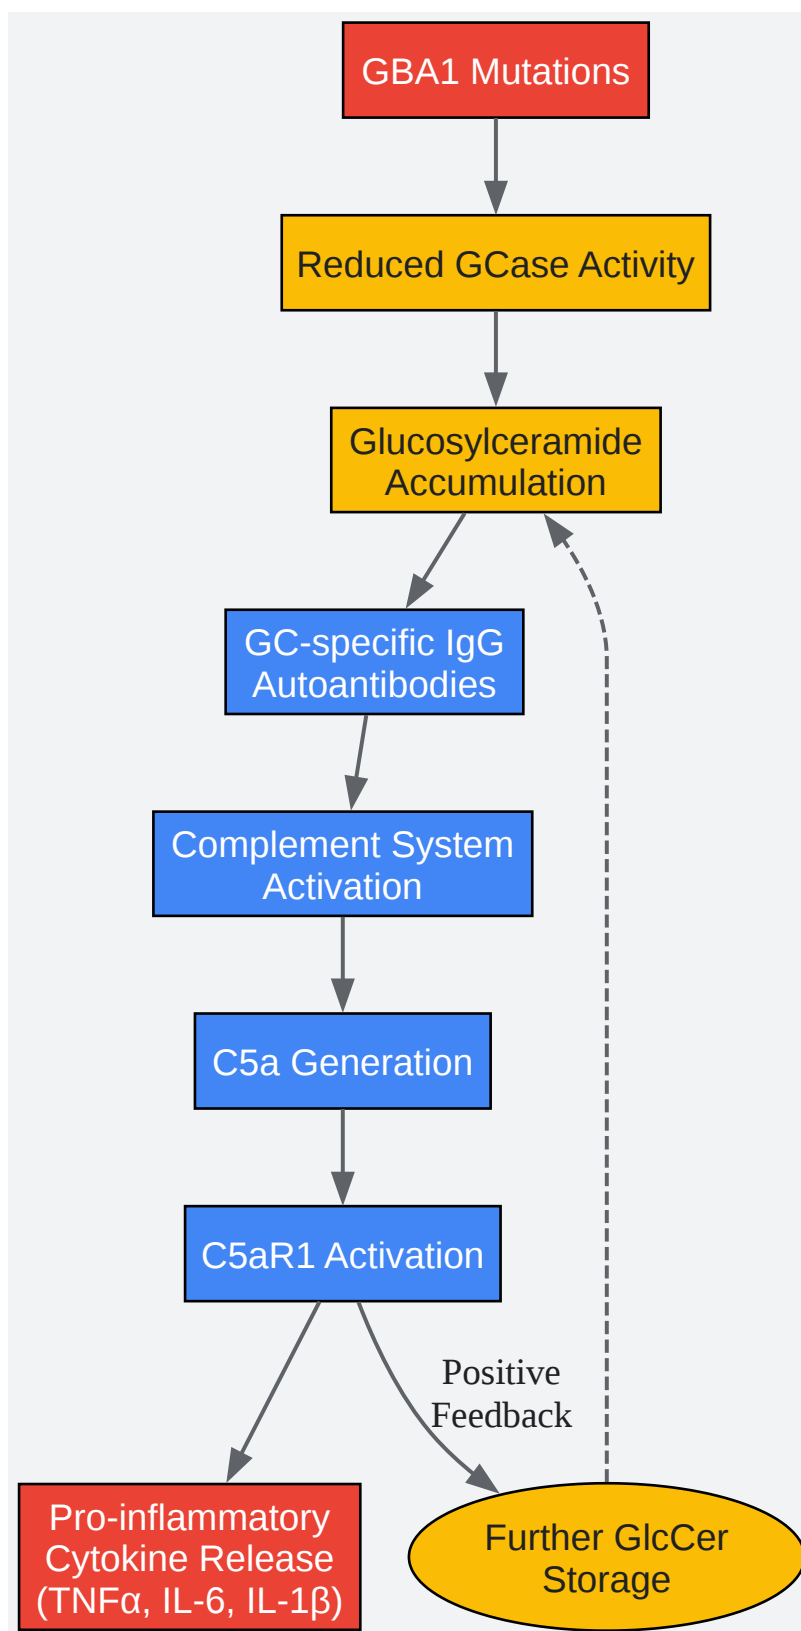 GBA1 Mutations
Reduced GCase Activity
Glucosylceramide
Accumulation
GC-specific IgG
Autoantibodies
Complement System
Activation
C5a Generation
C5aR1 Activation
Positive
Feedback
Pro-inflammatory
Cytokine Release
(TNFα, IL-6, IL-1β)
Further GlcCer
Storage